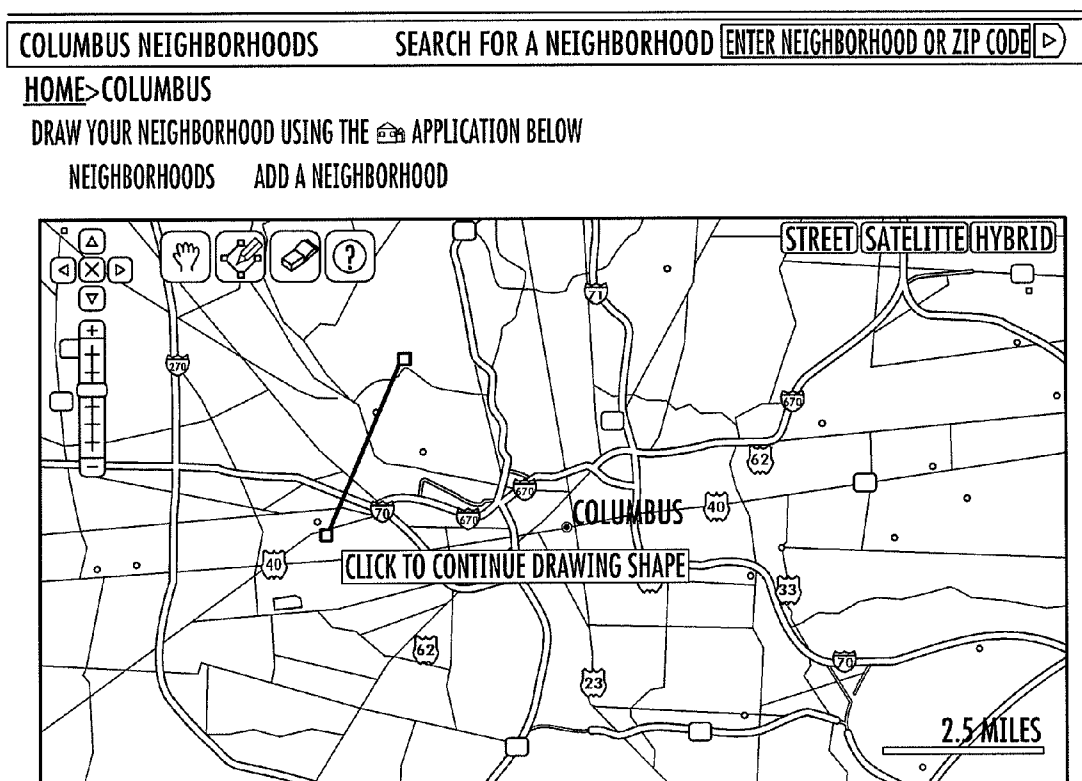 COLUMBUS NEIGHBORHOODS SEARCH FOR A NEIGHBORHOOD ENTER NEIGHBORHOOD OR ZIP CODE
HOME>COLUMBUS
DRAW YOUR NEIGHBORHOOD USING THE APPLICATION BELOW
NEIGHBORHOODS ADD A NEIGHBORHOOD
? STREET SATELITTE HYBRID
71
+
270
670
62
-
670
70
670
COLUMBUS
40
40
CLICK TO CONTINUE DRAWING SHAPE
33
62
70
23
2.5 MILES